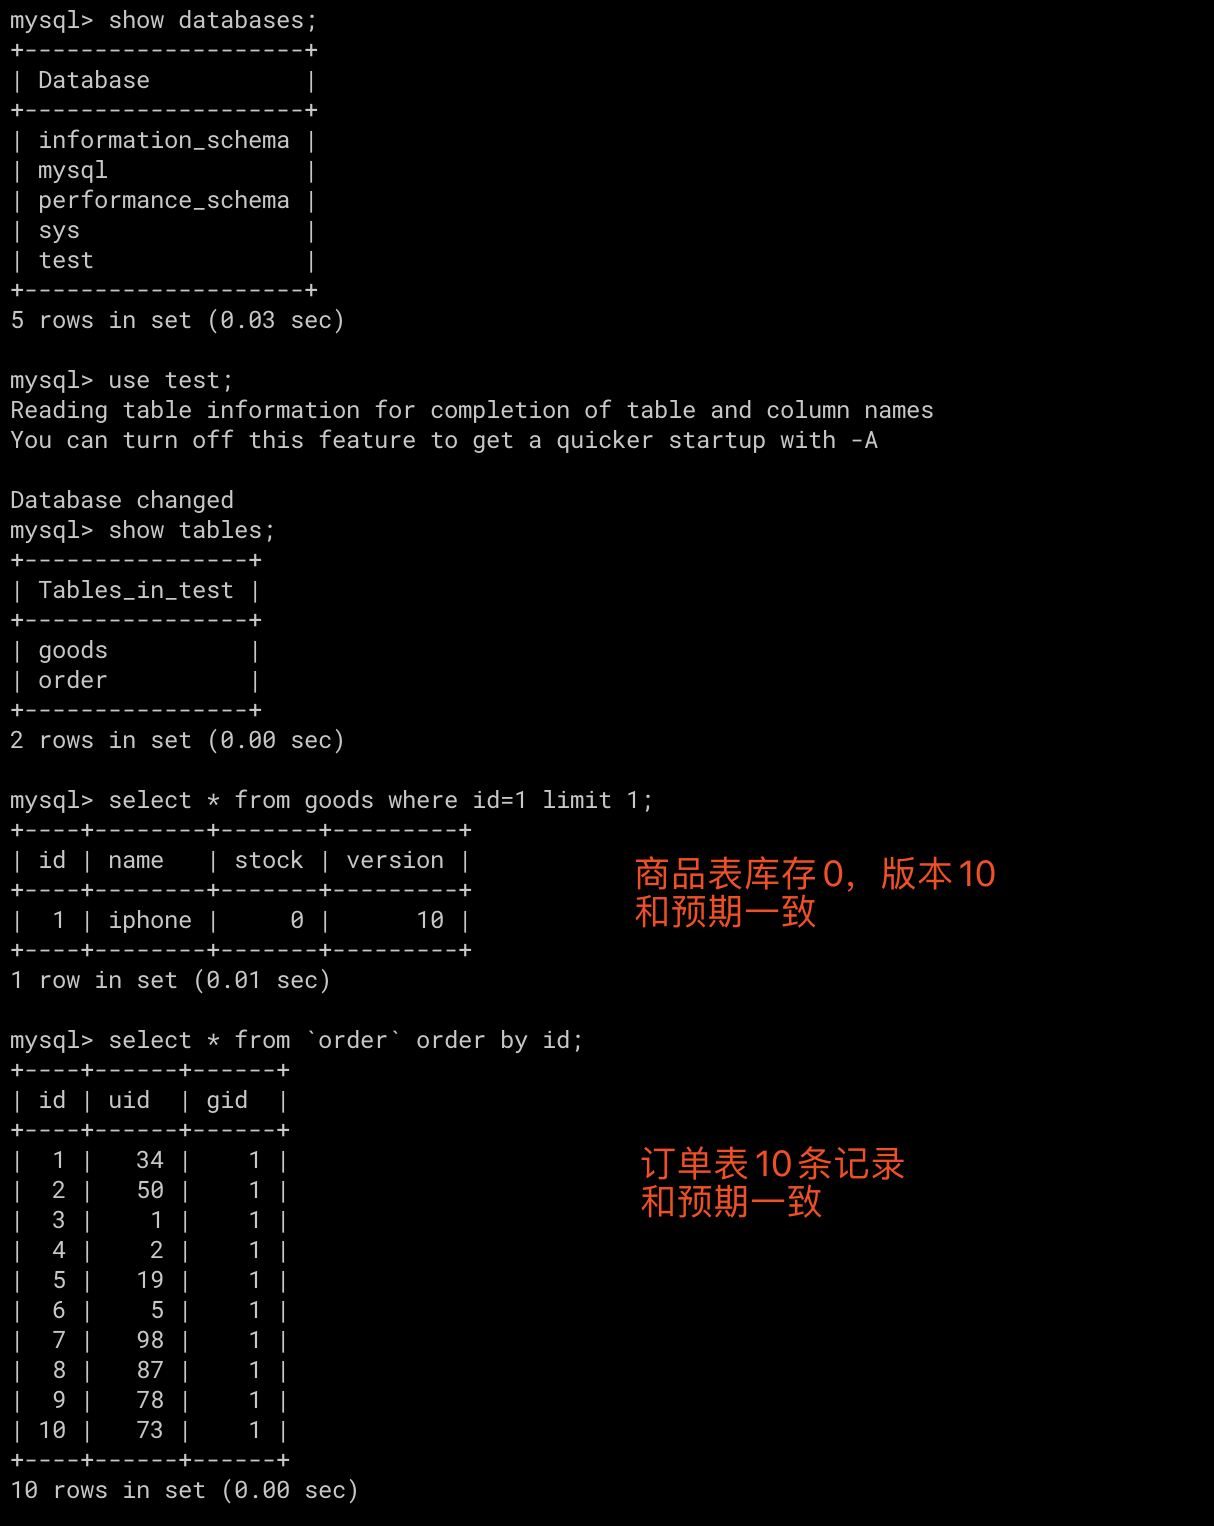 mysql> show databases;
+--------------------+
| Database           |
+--------------------+
| information_schema |
| mysql              |
| performance_schema |
| sys                |
| test               |
+--------------------+
5 rows in set (0.03 sec)
mysql> use test;
Reading table information for completion of table and column names
You can turn off this feature to get a quicker startup with -A
Database changed
mysql> show tables;
+----------------+
| Tables_in_test |
+----------------+
| goods          |
| order          |
+----------------+
2 rows in set (0.00 sec)
mysql> select * from goods where id=1 limit 1;
+----+--------+-------+---------+
| id | name   | stock | version |
+----+--------+-------+---------+
|  1 | iphone |     0 |      10 |
+----+--------+-------+---------+
商品表库存0，版本10
和预期一致
1 row in set (0.01 sec)
mysql> select * from `order` order by id;
+----+------+------+
| id | uid  | gid  |
+----+------+------+
|  1 |   34 |    1 |
|  2 |   50 |    1 |
|  3 |    1 |    1 |
|  4 |    2 |    1 |
|  5 |   19 |    1 |
|  6 |    5 |    1 |
|  7 |   98 |    1 |
|  8 |   87 |    1 |
|  9 |   78 |    1 |
| 10 |   73 |    1 |
+----+------+------+
订单表10条记录
和预期一致
10 rows in set (0.00 sec)